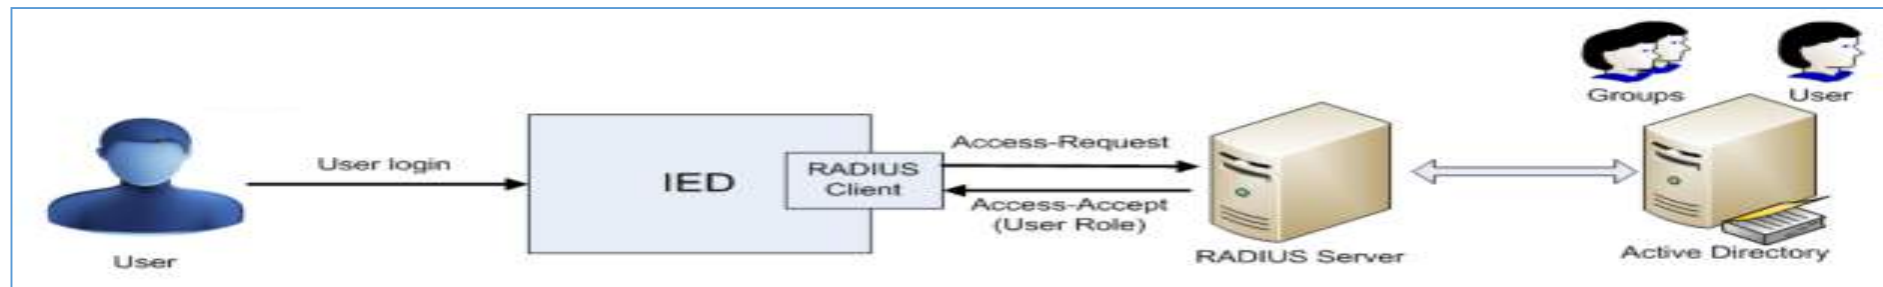 User login
User
IED
RADIUS
Client
Access-Request
Access-Accept
(User Role)
RADIUS Server
Groups
User
Active Directory